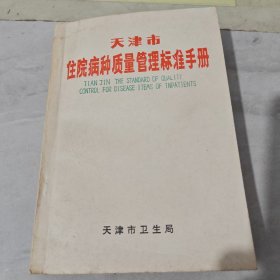 天津市
住院病种质量管理标准手册
TIAN JIN THE STANDARD OF QUALITI
CONTROL FOR DISEASE ITEMS OF INPATIENTS
天津市卫生局